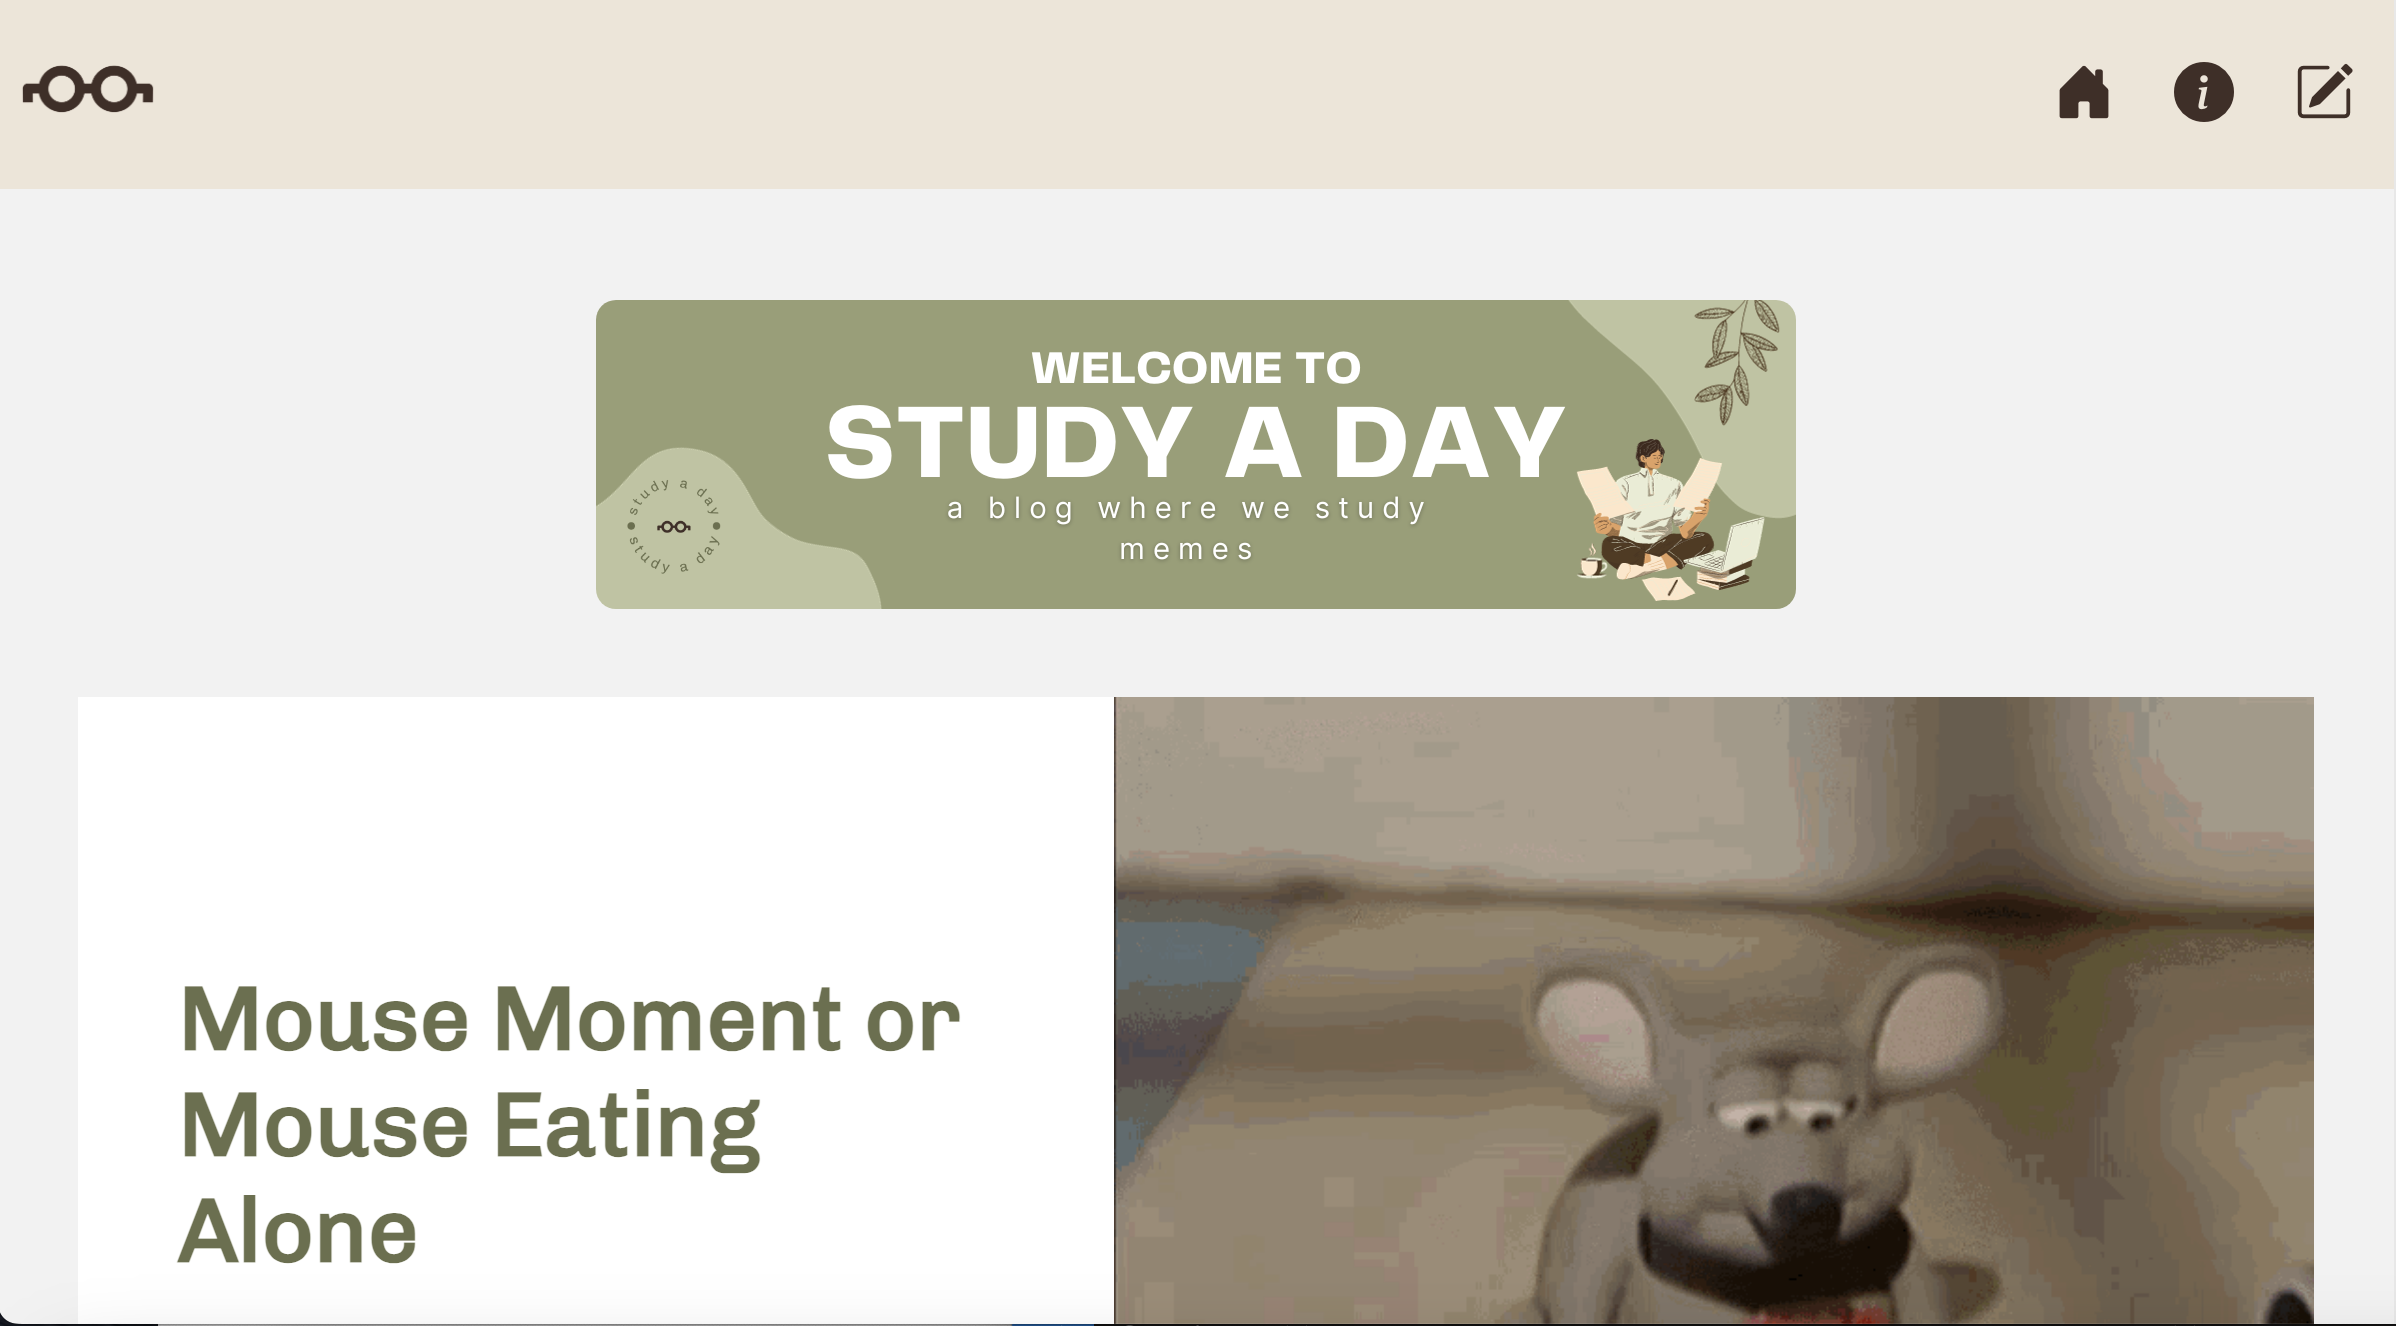 WELCOME TO
STUDY A DAY
a blog where we study
memes
study a day
study a day
Mouse Moment or
Mouse Eating
Alone